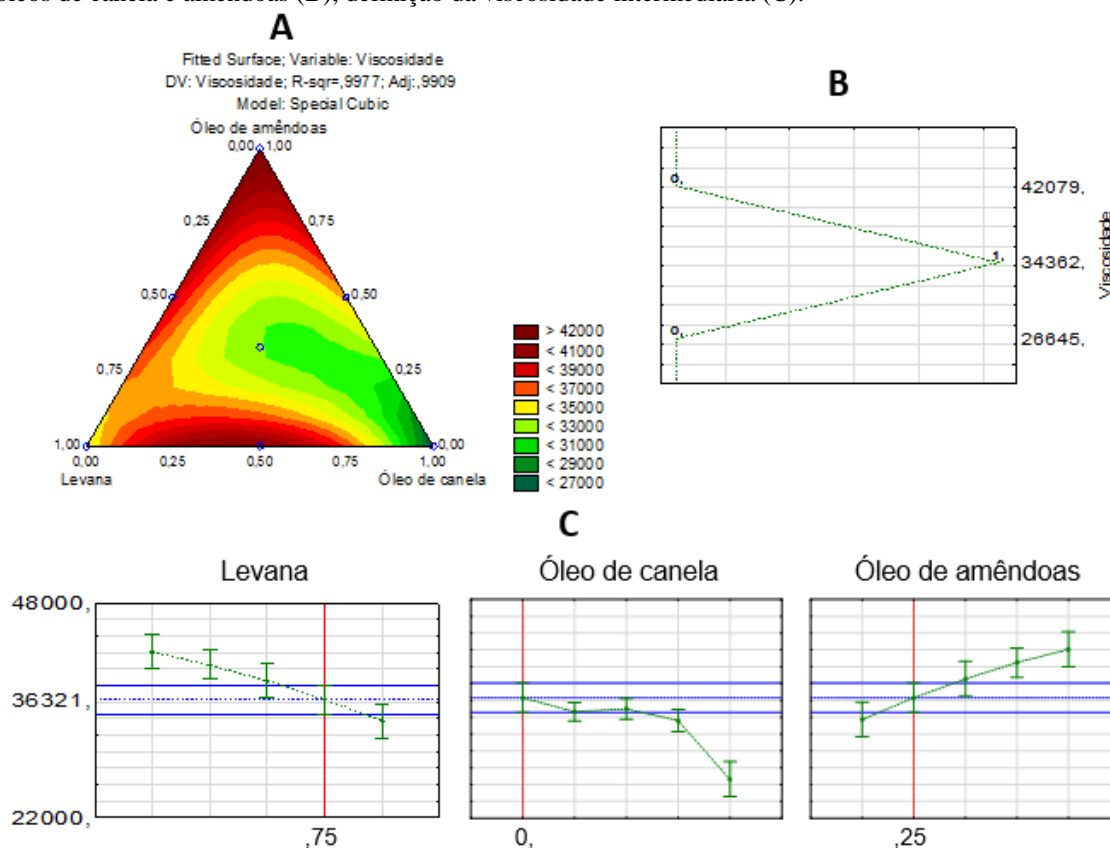 óleos de canela e amêndoas (B), definição da viscosidade intermediária (C).
A
Fitted Surface; Variable: Viscosidade
DV: Viscosidade; R-sqr=,9977; Adj:,9909
Model: Special Cubic
Óleo de amêndoas
0,00 1,00
0,25 0,75
0,50 0,50
0,75 0,25
1,00 0,00
0,00 0,25 0,50 0,75 1,00
Levana Óleo de canela
> 42000
< 41000
< 39000
< 37000
< 35000
< 33000
< 31000
< 29000
< 27000
B
0,
1,
0,
42079,
34362,
26645,
Viscosidade
C
Levana Óleo de canela Óleo de amêndoas
48000,
36321,
22000,
,75 0, ,25